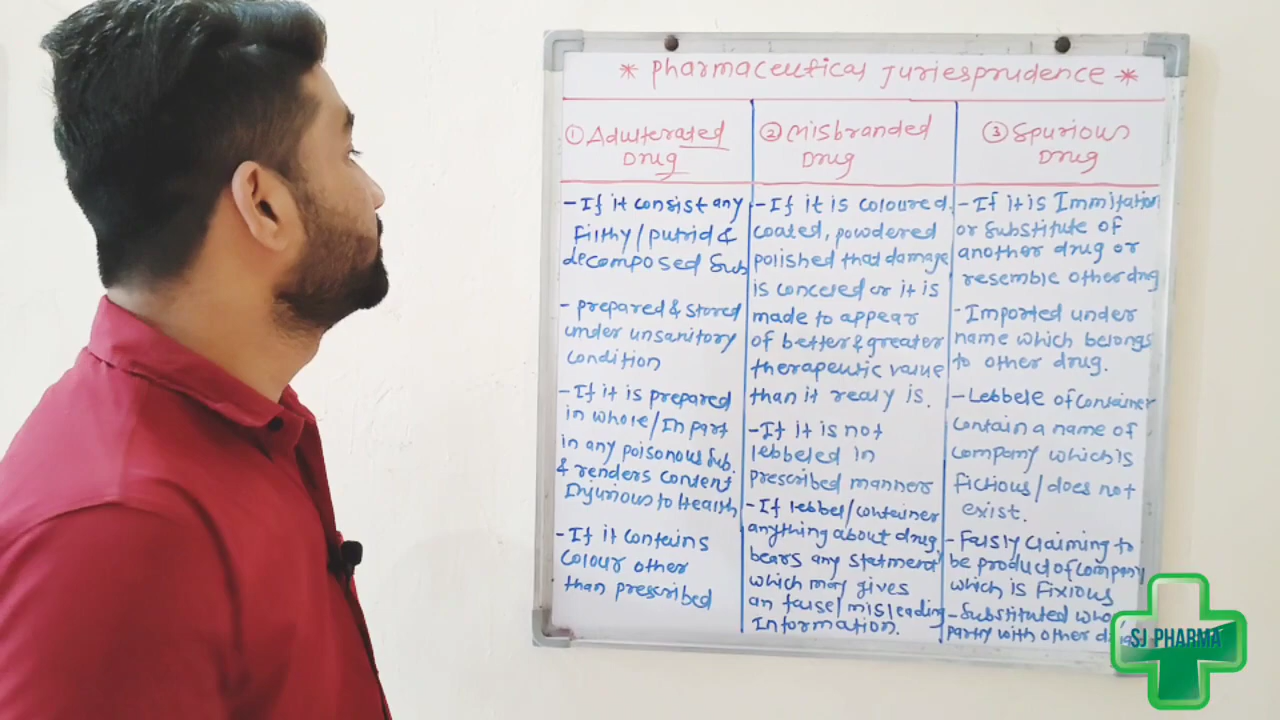 * Pharmaceutical Juriesprudence *
① Adulterated
Drug
- If it consist any
Filthy/putrid &
decomposed Sub
- prepared & stored
under unsanitory
condition
- If it is prepared
in whole/In part
in any poisonous Sub.
& renders content
Injurious to Health
- If it contains
colour other
than prescribed
② Misbranded
Drug
- If it is coloured
coated, powdered
polished that damage
is conceled or it is
made to appear
of better & greater
therapeutic value
than it realy is.
- If it is not
lebbeled in
prescribed manners
- If lebbel/container
anything about drug,
bears any statment
which may gives
an false/misleading
Information.
③ Spurious
Drug
- If it is Immitation
or substitute of
another drug or
resemble other drug
- Imported under
name which belongs
to other drug.
- Lebbele of container
contain a name of
company which is
fictious/does not
exist.
- Falsly claiming to
be product of company
which is Fixious
- Substituted
partly with other
SJ PHARMA